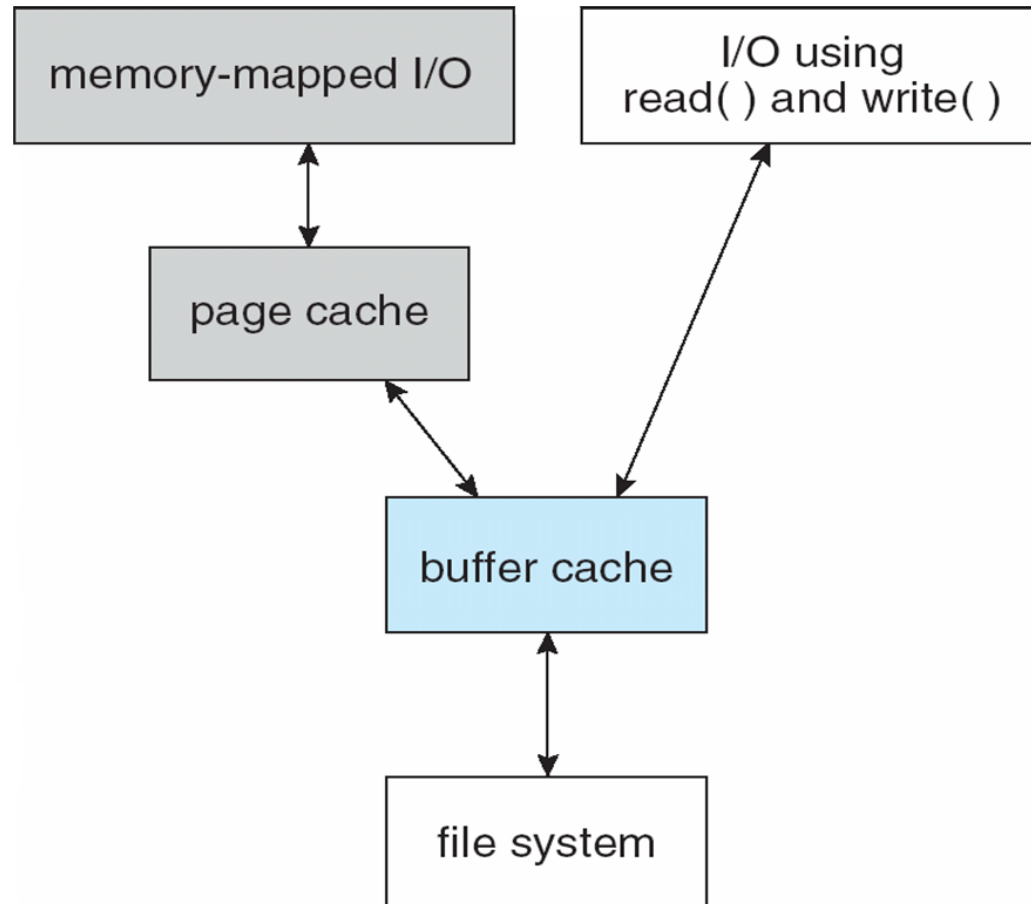 memory-mapped I/O
I/O using
read( ) and write( )
page cache
buffer cache
file system